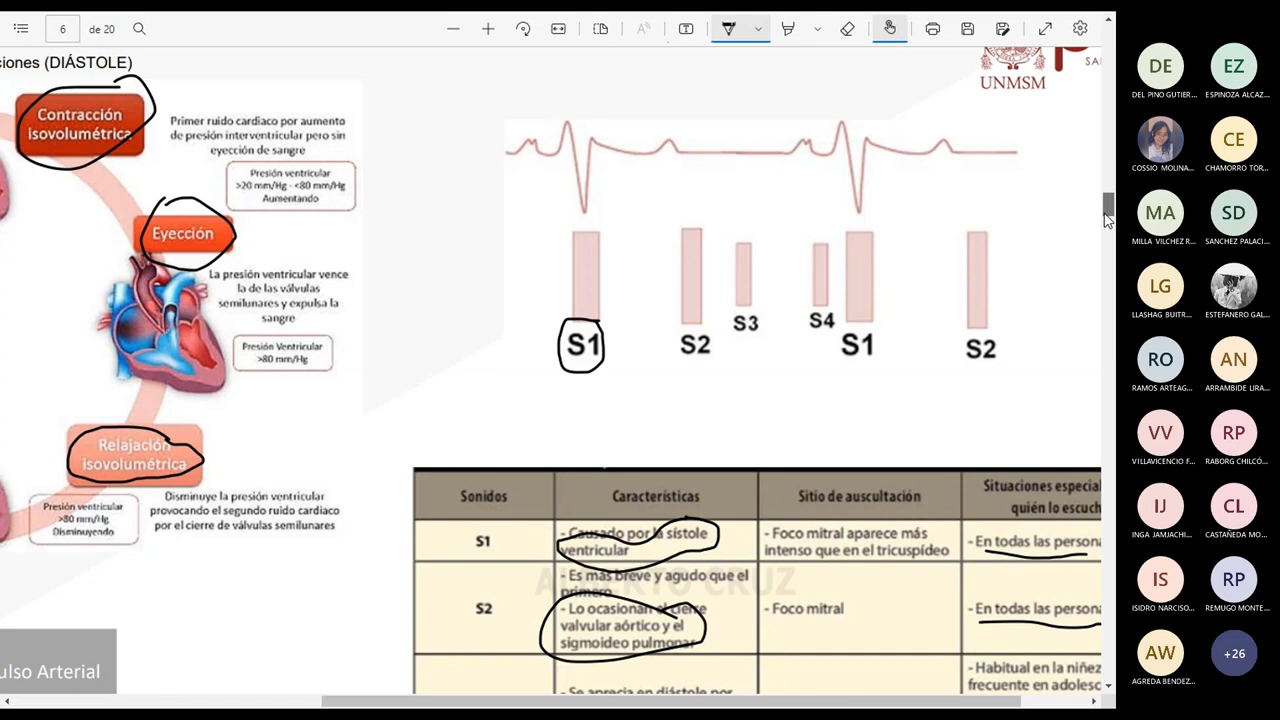 6
de 20
ciones (DIÁSTOLE)
UNMSM
Contracción
isovolumétrica
Primer ruido cardiaco por aumento
de presión interventricular pero sin
eyección de sangre
Presión ventricular
>20 mm/Hg - <80 mm/Hg
Aumentando
Eyección
La presión ventricular vence
la de las válvulas
semilunares y expulsa la
sangre
Presión Ventricular
>80 mm/Hg
Relajación
isovolumétrica
Presión ventricular
>80 mm/Hg
Disminuyendo
Disminuye la presión ventricular
provocando el segundo ruido cardiaco
por el cierre de válvulas semilunares
ulso Arterial
S1
S2
S3
S4
S1
S2
Sonidos
Características
Sitio de auscultación
Situaciones especial
quién lo escuch
S1
- Causado por la sístole
ventricular
- Foco mitral aparece más
intenso que en el tricuspídeo
- En todas las persona
S2
- Es más breve y agudo que el
primero
- Lo ocasionan el cierre
valvular aórtico y el
sigmoideo pulmonar
- Foco mitral
- En todas las persona
- Se aprecia en diástole por
- Habitual en la niñez
frecuente en adolesc
ALBERTO CRUZ
DE
DEL PINO GUTIER...
EZ
ESPINOZA ALCAZ...
COSSIO MOLINA...
CE
CHAMORRO TOR...
MA
MILLA VILCHEZ R...
SD
SANCHEZ PALACI...
LG
LLASHAG BUITR...
ESTEFANERO GAL...
RO
RAMOS ARTEAG...
AN
ARRAMBIDE LIRA...
VV
VILLAVICENCIO F...
RP
RABORG CHILCÓ...
IJ
INGA JAMJACHI...
CL
CASTAÑEDA MO...
IS
ISIDRO NARCISO...
RP
REMUGO MONTE...
AW
AGREDA BENDEZ...
+26